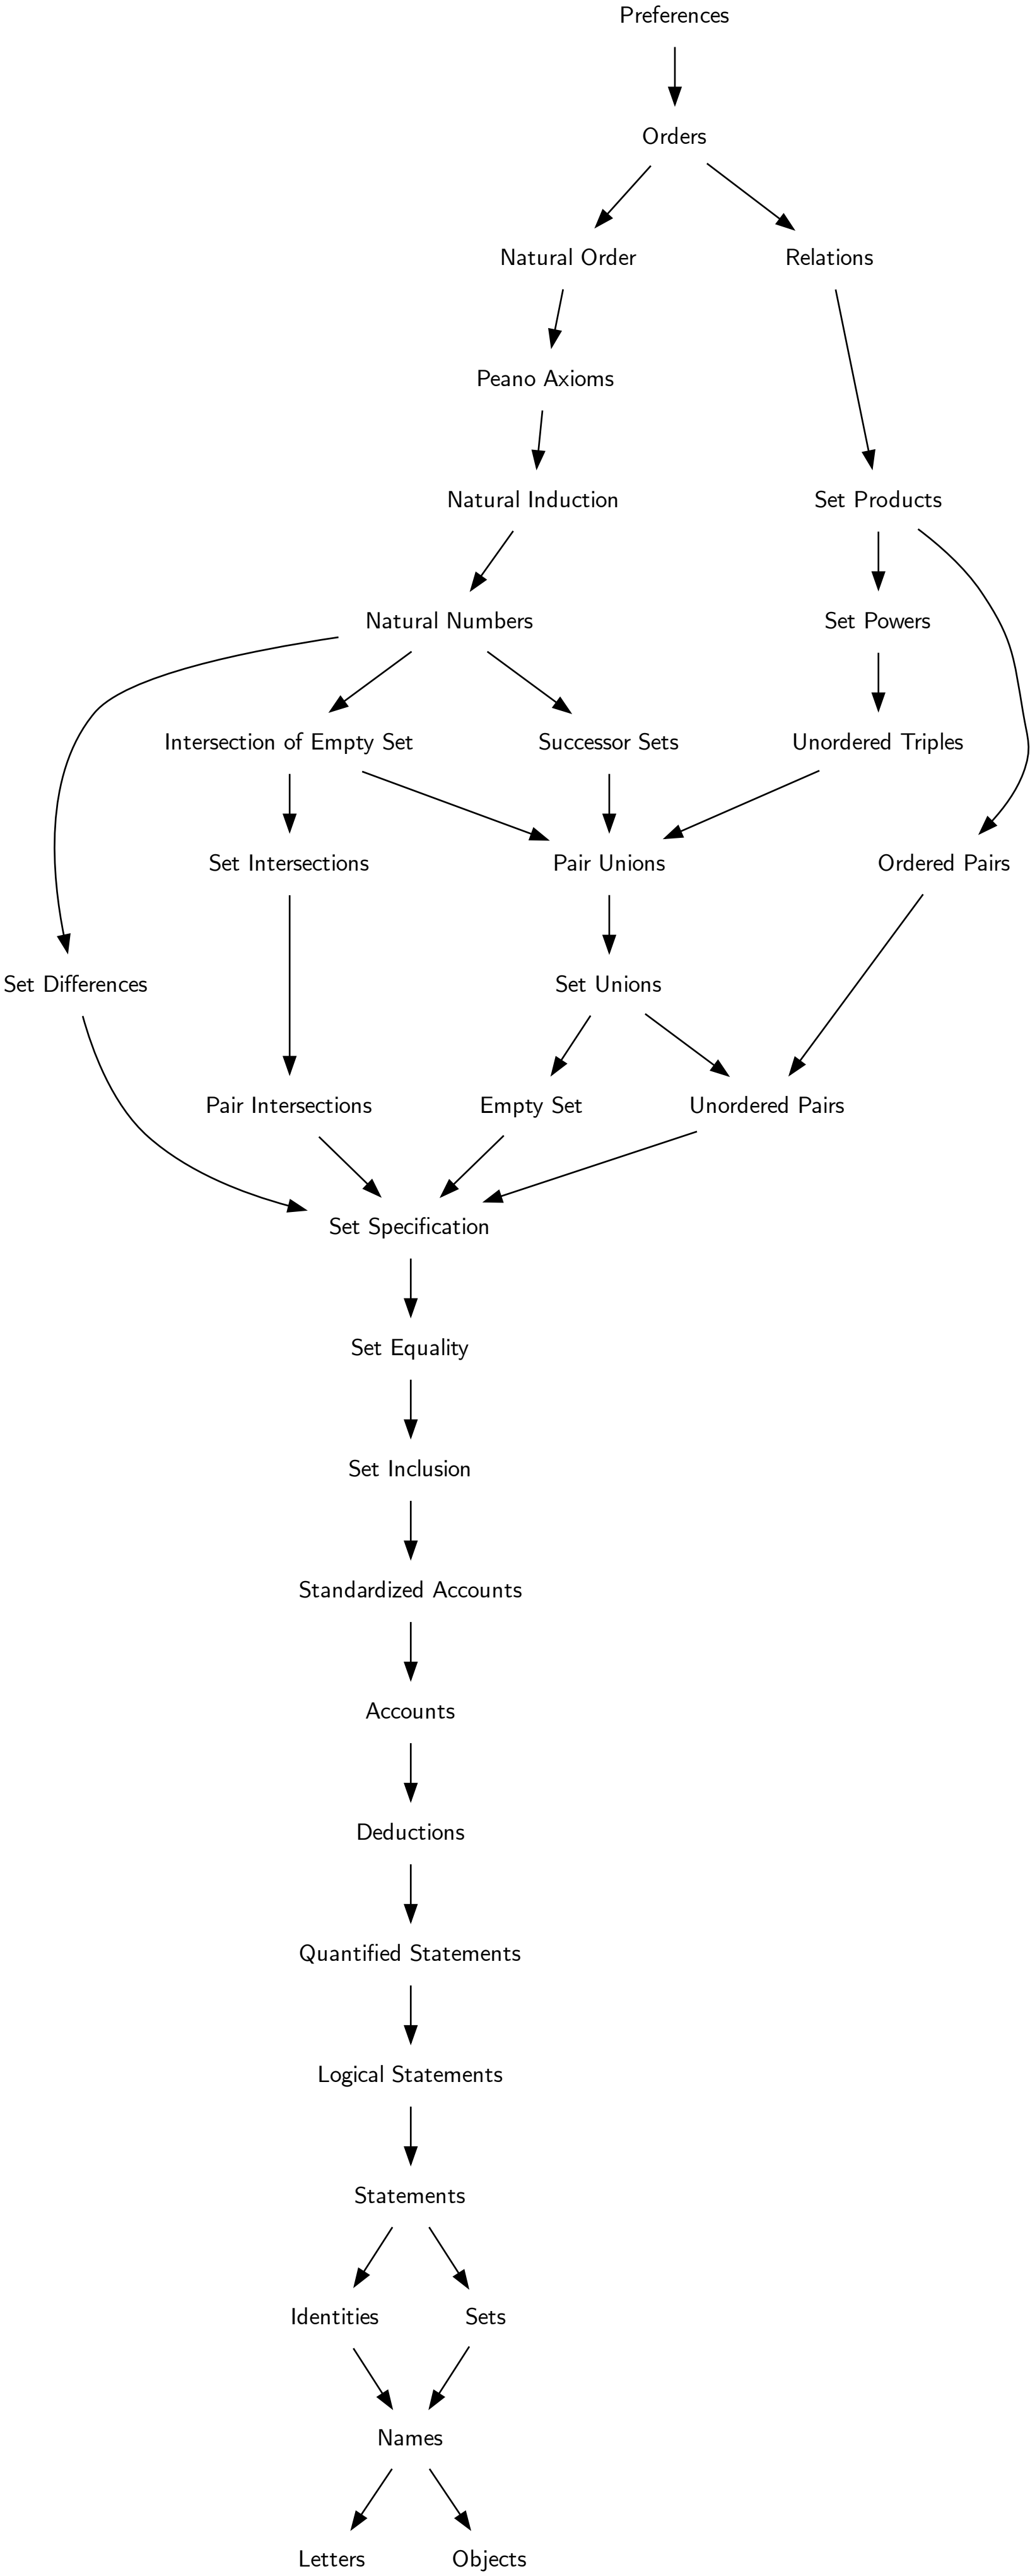 Preferences
Orders
Natural Order
Relations
Peano Axioms
Natural Induction
Set Products
Natural Numbers
Set Powers
Intersection of Empty Set
Successor Sets
Unordered Triples
Set Intersections
Pair Unions
Ordered Pairs
Set Differences
Set Unions
Pair Intersections
Empty Set
Unordered Pairs
Set Specification
Set Equality
Set Inclusion
Standardized Accounts
Accounts
Deductions
Quantified Statements
Logical Statements
Statements
Identities
Sets
Names
Letters
Objects